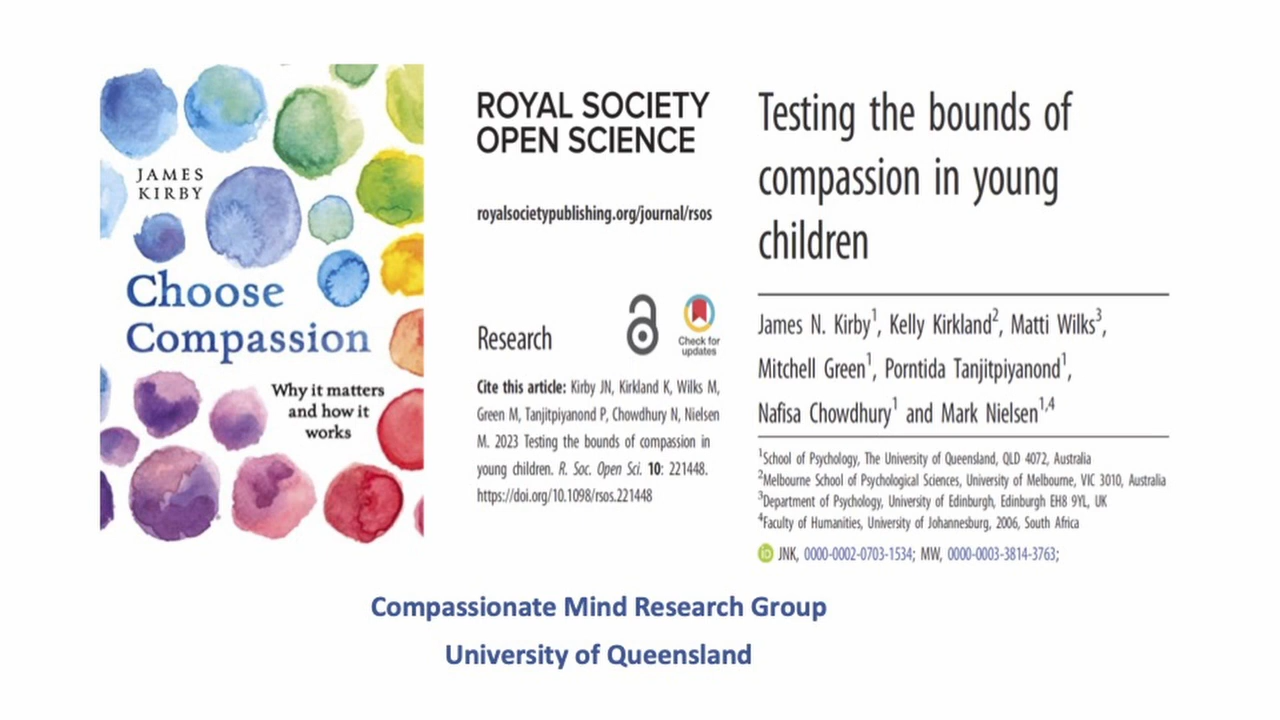 JAMES
KIRBY
Choose
Compassion
Why it matters
and how it
works
ROYAL SOCIETY
OPEN SCIENCE
royalsocietypublishing.org/journal/rsos
Research
Check for
updates
Cite this article: Kirby JN, Kirkland K, Wilks M,
Green M, Tanjitpiyanond P, Chowdhury N, Nielsen
M. 2023 Testing the bounds of compassion in
young children. R. Soc. Open Sci. 10: 221448.
https://doi.org/10.1098/rsos.221448
Testing the bounds of
compassion in young
children
James N. Kirby1, Kelly Kirkland2, Matti Wilks3,
Mitchell Green1, Porntida Tanjitpiyanond1,
Nafisa Chowdhury1 and Mark Nielsen1,4
1School of Psychology, The University of Queensland, QLD 4072, Australia
2Melbourne School of Psychological Sciences, University of Melbourne, VIC 3010, Australia
3Department of Psychology, University of Edinburgh, Edinburgh EH8 9YL, UK
4Faculty of Humanities, University of Johannesburg, 2006, South Africa
iD JNK, 0000-0002-0703-1534; MW, 0000-0003-3814-3763;
Compassionate Mind Research Group
University of Queensland